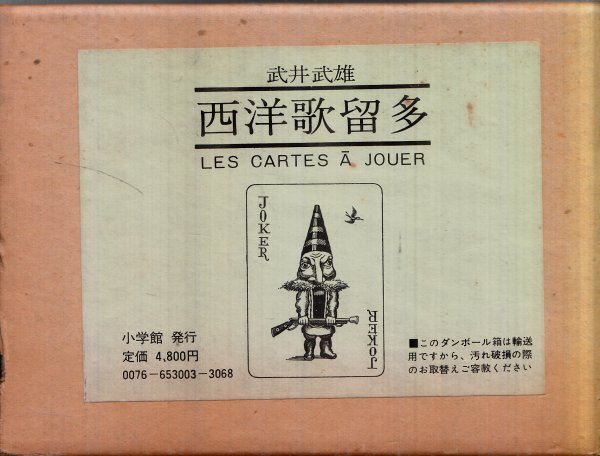 武井武雄
西洋歌留多
LES CARTES Ā JOUER
JOKER
JOKER
小学館 発行
定価 4,800円
0076-653003-3068
■このダンボール箱は輸送
用ですから、汚れ破損の際
のお取替えご容赦ください